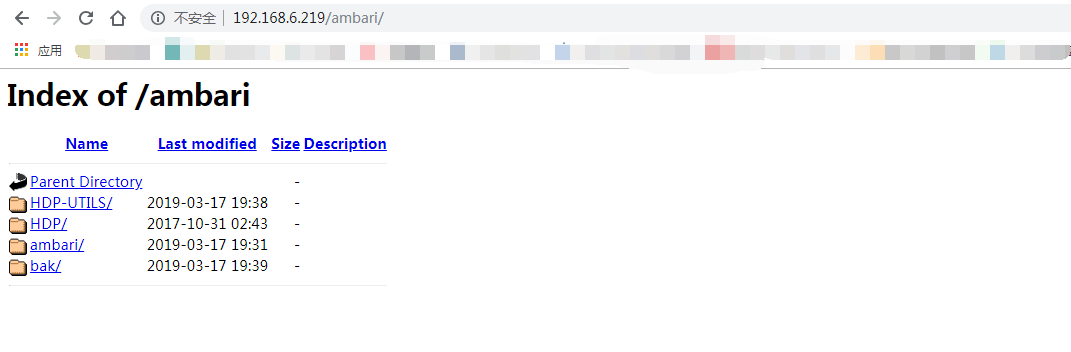 不安全 | 192.168.6.219/ambari/
应用
Index of /ambari
Name Last modified Size Description
Parent Directory -
HDP-UTILS/ 2019-03-17 19:38 -
HDP/ 2017-10-31 02:43 -
ambari/ 2019-03-17 19:31 -
bak/ 2019-03-17 19:39 -